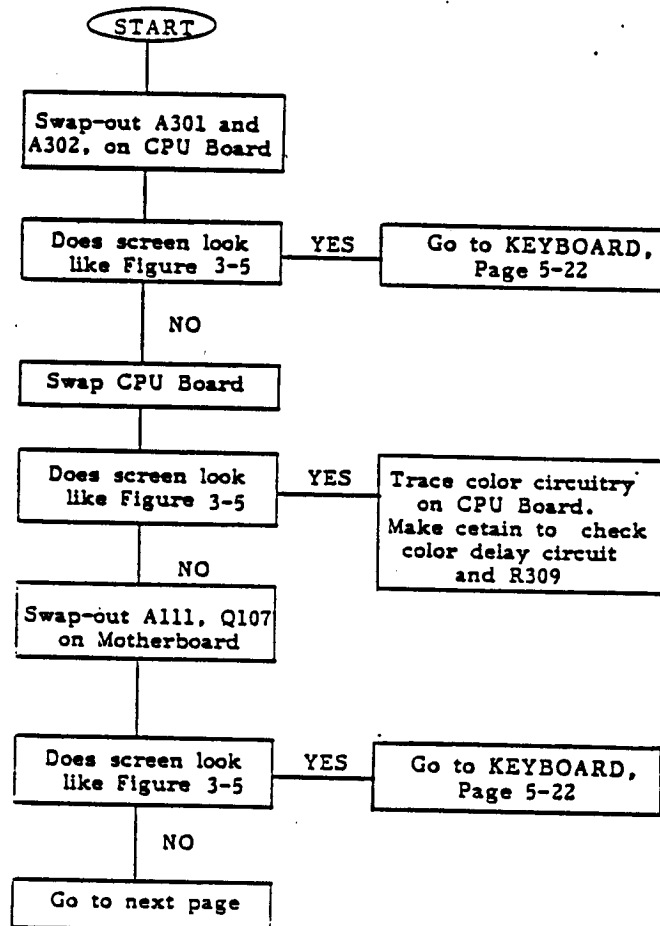 START
Swap-out A301 and
A302, on CPU Board
Does screen look
like Figure 3-5
YES
Go to KEYBOARD,
Page 5-22
NO
Swap CPU Board
Does screen look
like Figure 3-5
YES
Trace color circuitry
on CPU Board.
Make cetain to check
color delay circuit
and R309
NO
Swap-out A111, Q107
on Motherboard
Does screen look
like Figure 3-5
YES
Go to KEYBOARD,
Page 5-22
NO
Go to next page